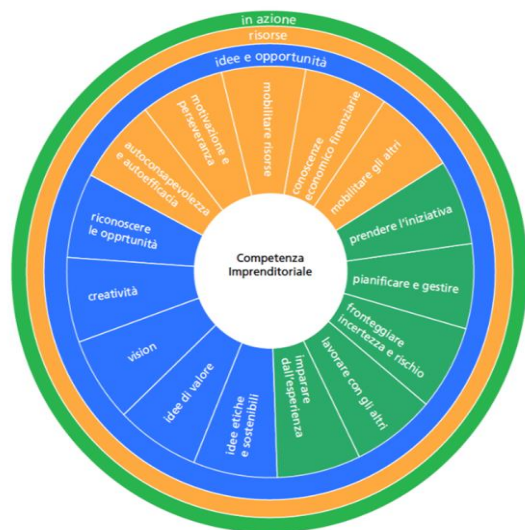 in azione
risorse
idee e opportunità
autoconsapevolezza
e autoefficacia
motivazione e
perseveranza
mobilitare risorse
conoscenze
economico finanziarie
mobilitare gli altri
prendere l'iniziativa
pianificare e gestire
fronteggiare
incertezza e rischio
lavorare con gli altri
imparare
dall'esperienza
idee etiche
e sostenibili
idee di valore
vision
creatività
riconoscere
le opprtunità
Competenza
Imprenditoriale